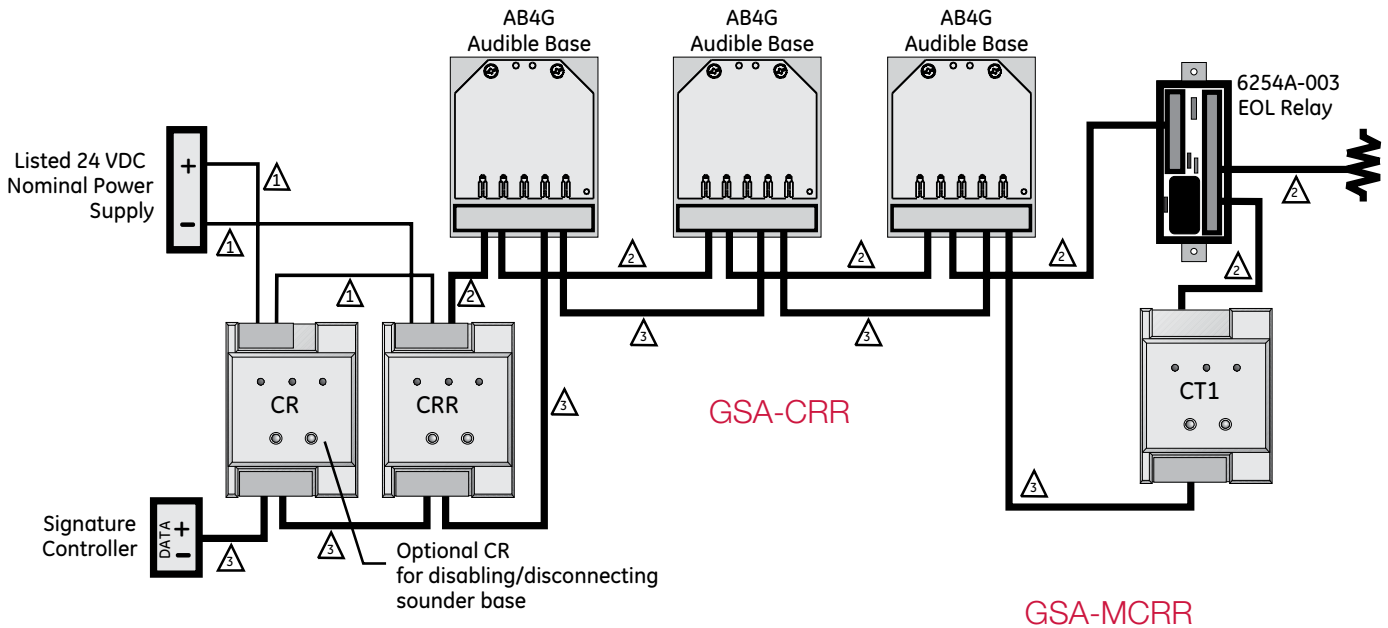 AB4G
Audible Base
AB4G
Audible Base
AB4G
Audible Base
6254A-003
EOL Relay
Listed 24 VDC
Nominal Power
Supply
+
-
1
1
1
2
2
2
2
2
2
3
3
CR
CRR
3
GSA-CRR
CT1
3
Signature
Controller
DATA
+
-
3
3
Optional CR
for disabling/disconnecting
sounder base
GSA-MCRR